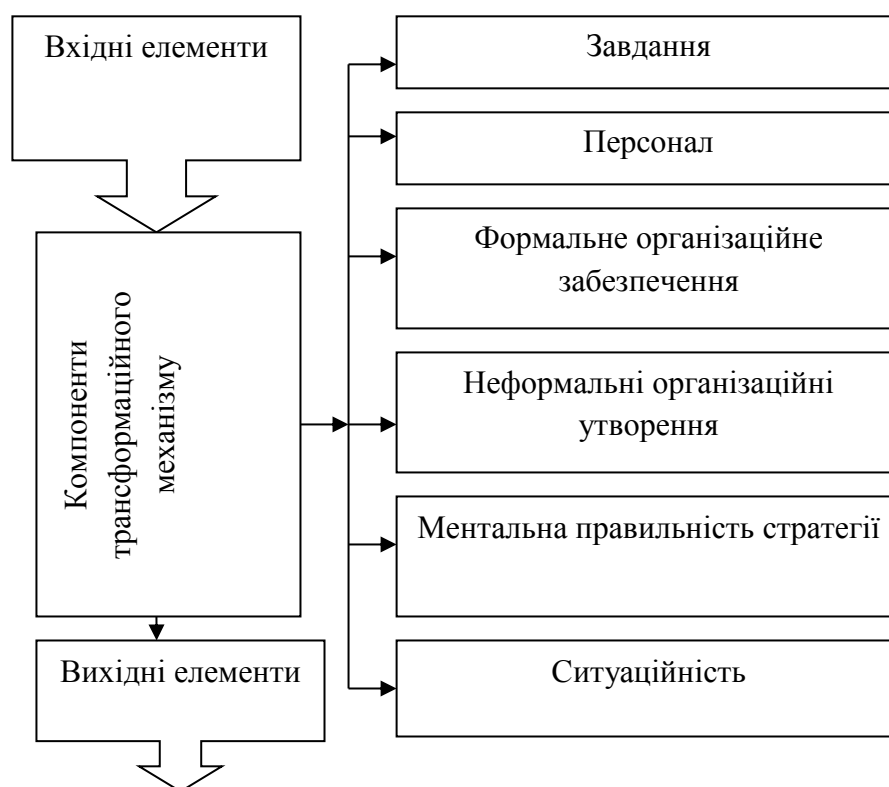 Вхідні елементи
Компоненти
трансформаційного
механізму
Вихідні елементи
Завдання
Персонал
Формальне організаційне
забезпечення
Неформальні організаційні
утворення
Ментальна правильність стратегії
Ситуаційність